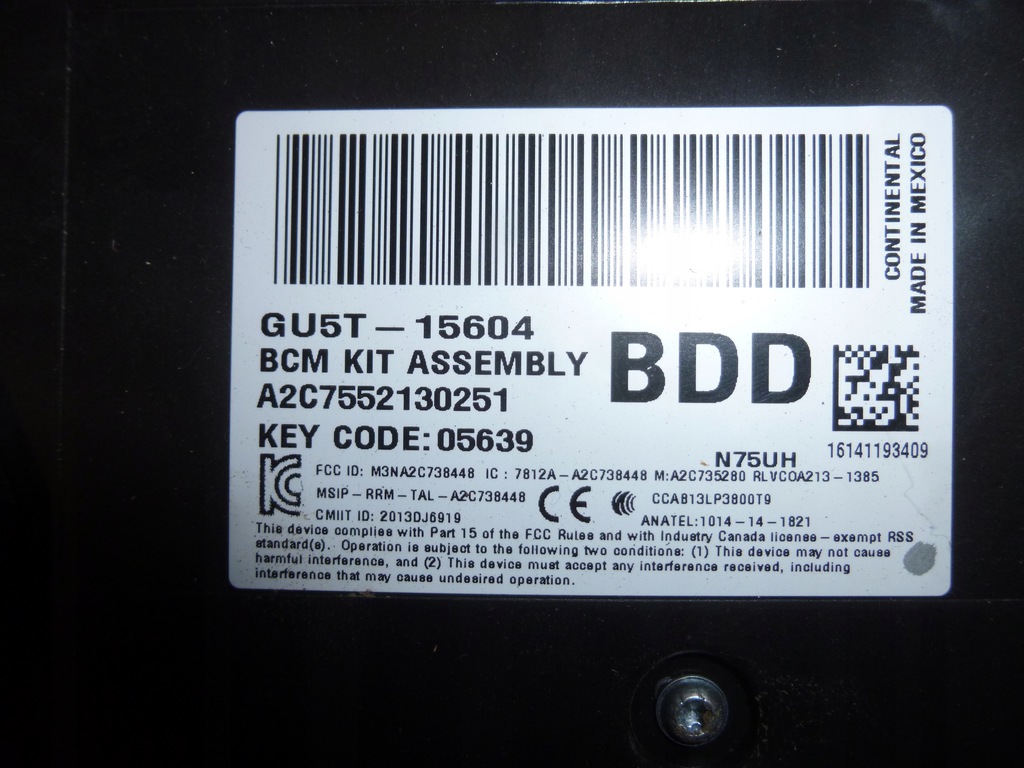 CONTINENTAL
MADE IN MEXICO
GU5T-15604
BDD
BCM KIT ASSEMBLY
A2C7552130251
KEY CODE: 05639
16141193409
N75UH
FCC ID: M3NA2C738448 IC : 7812A-A2C738448 M:A2C735280 RLVCOA213-1385
MSIP-RRM-TAL-A2C738448 CE CCAB13LP3800T9
CMIIT ID: 2013DJ6919 ANATEL:1014-14-1821
This device complies with Part 15 of the FCC Rules and with Industry Canada license-exempt RSS
standard(s). Operation is subject to the following two conditions: (1) This device may not cause
harmful interference, and (2) This device must accept any interference received, including
interference that may cause undesired operation.